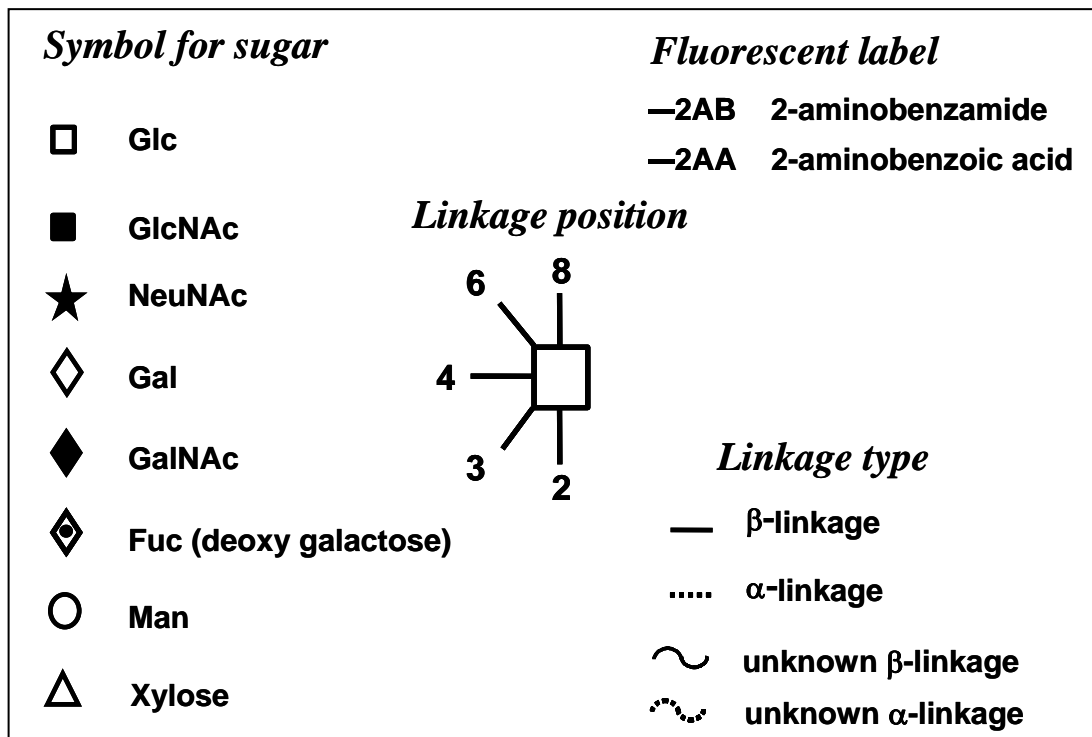 Symbol for sugar
Glc
GlcNAc
NeuNAc
Gal
GalNAc
Fuc (deoxy galactose)
Man
Xylose
Fluorescent label
—2AB 2-aminobenzamide
—2AA 2-aminobenzoic acid
Linkage position
8
6
4
3
2
Linkage type
β-linkage
α-linkage
unknown β-linkage
unknown α-linkage